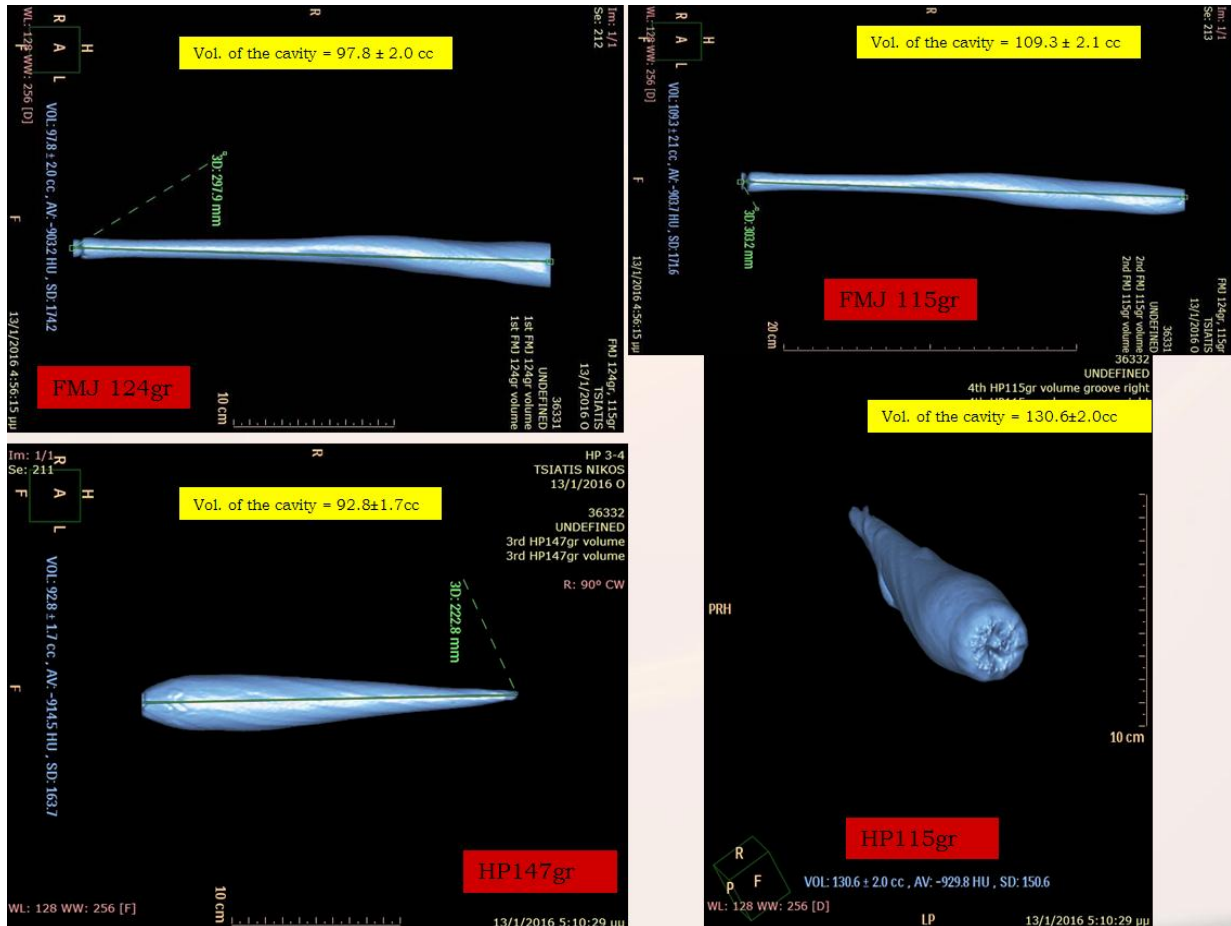 R
Im: 1/1
Se: 212
WL: 128 WW: 256 [D]
R
H
A
F
L
Vol. of the cavity = 97.8 ± 2.0 cc
VOL: 97.8 ± 2.0 cc , AV: -903.2 HU , SD: 174.2
3D: 297.9 mm
F
FMJ 124gr, 115gr
TSIATIS
13/1/2016 O
36331
UNDEFINED
1st FMJ 124gr volume
1st FMJ 124gr volume
13/1/2016 4:56:15 μμ
FMJ 124gr
10 cm
R
Im: 1/1
Se: 213
WL: 128 WW: 256 [D]
R
H
A
L
Vol. of the cavity = 109.3 ± 2.1 cc
VOL: 109.3 ± 2.1 cc , AV: -903.7 HU , SD: 171.6
3D: 303.2 mm
F
FMJ 124gr, 115gr
TSIATIS
13/1/2016 O
36331
UNDEFINED
2nd FMJ 115gr volume
2nd FMJ 115gr volume
13/1/2016 4:56:15 μμ
FMJ 115gr
20 cm
Im: 1/1
Se: 211
R
F
A
H
L
R
HP 3-4
TSIATIS NIKOS
13/1/2016 O
36332
UNDEFINED
3rd HP147gr volume
3rd HP147gr volume
R: 90º CW
Vol. of the cavity = 92.8±1.7cc
VOL: 92.8 ± 1.7 cc , AV: -914.5 HU , SD: 163.7
3D: 222.8 mm
F
HP147gr
10 cm
WL: 128 WW: 256 [F]
13/1/2016 5:10:29 μμ
36332
UNDEFINED
4th HP115gr volume groove right
Vol. of the cavity = 130.6±2.0cc
PRH
10 cm
HP115gr
R
P
F
VOL: 130.6 ± 2.0 cc , AV: -929.8 HU , SD: 150.6
WL: 128 WW: 256 [D]
LP
13/1/2016 5:10:29 μμ